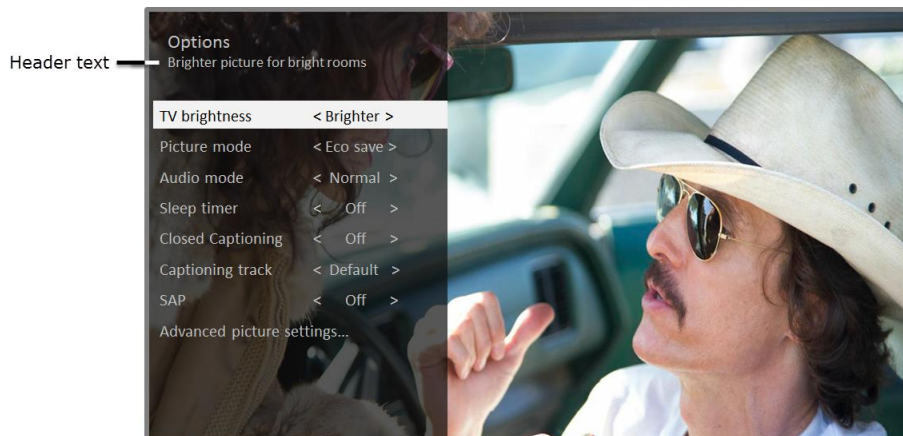 Options
Header text
Brighter picture for bright rooms
TV brightness < Brighter >
Picture mode < Eco save >
Audio mode < Normal >
Sleep timer < Off >
Closed Captioning < Off >
Captioning track < Default >
SAP < Off >
Advanced picture settings...